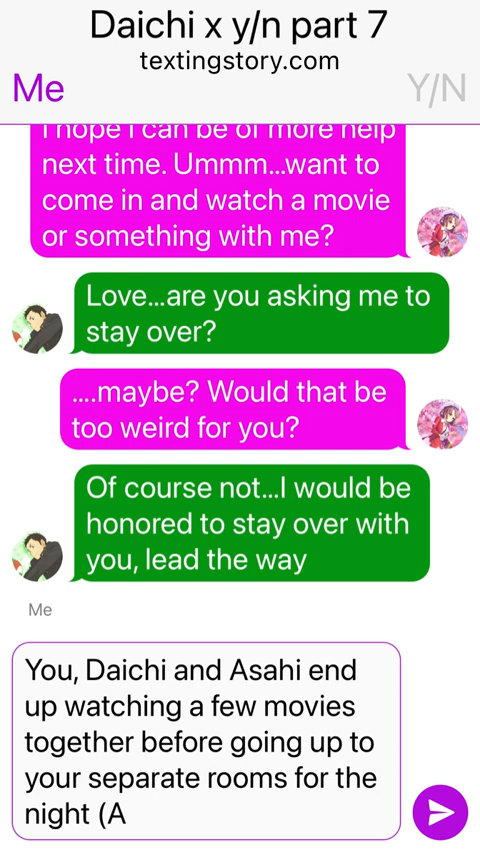 Daichi x y/n part 7
textingstory.com
Me
Y/N
I hope I can be of more help
next time. Ummm...want to
come in and watch a movie
or something with me?
Love...are you asking me to
stay over?
....maybe? Would that be
too weird for you?
Of course not...I would be
honored to stay over with
you, lead the way
Me
You, Daichi and Asahi end
up watching a few movies
together before going up to
your separate rooms for the
night (A